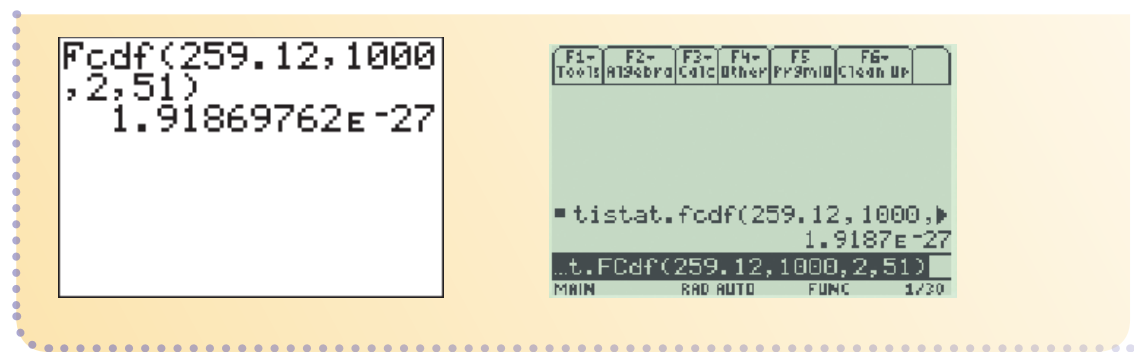 Fcdf(259.12,1000
,2,51)
1.91869762ᴇ-27
F1 F2 F3 F4 F5 F6
Tools Algebra Calc Other PrgmIO Clean Up
tistat.fcdf(259.12,1000,
1.9187ᴇ-27
…t.FCdf(259.12,1000,2,51)
MAIN RAD AUTO FUNC 1/30